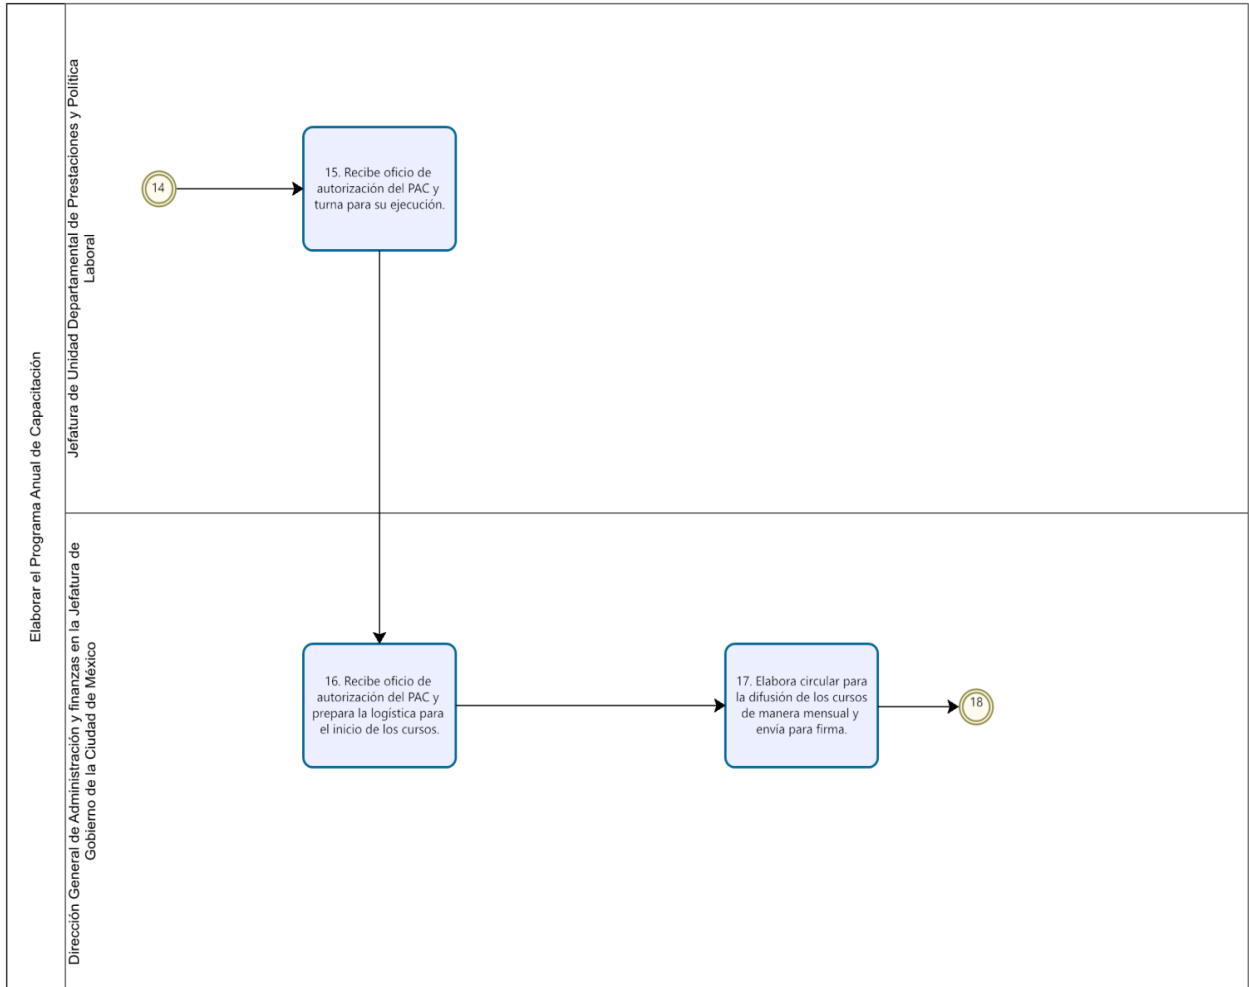 Elaborar el Programa Anual de Capacitación
Jefatura de Unidad Departamental de Prestaciones y Política
Laboral
14
15. Recibe oficio de
autorización del PAC y
turna para su ejecución.
Dirección General de Administración y finanzas en la Jefatura de
Gobierno de la Ciudad de México
16. Recibe oficio de
autorización del PAC y
prepara la logística para
el inicio de los cursos.
17. Elabora circular para
la difusión de los cursos
de manera mensual y
envía para firma.
18